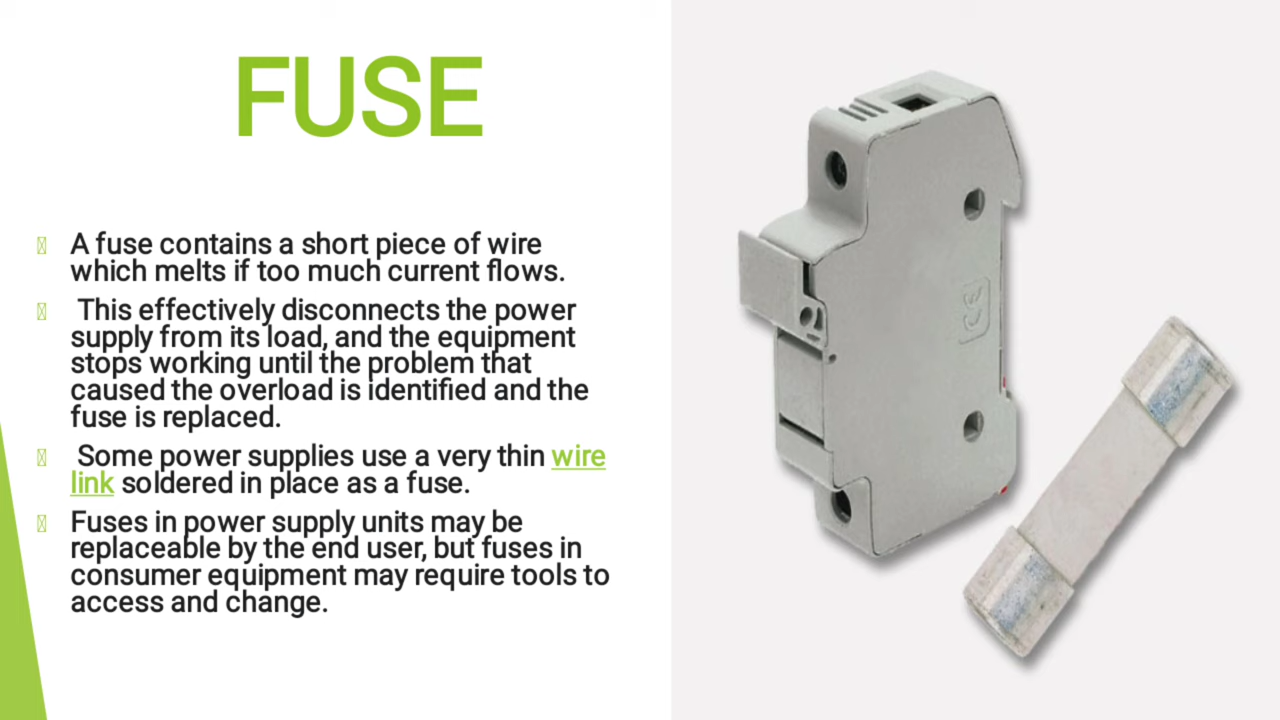 FUSE
A fuse contains a short piece of wire
which melts if too much current flows.
This effectively disconnects the power
supply from its load, and the equipment
stops working until the problem that
caused the overload is identified and the
fuse is replaced.
Some power supplies use a very thin wire
link soldered in place as a fuse.
Fuses in power supply units may be
replaceable by the end user, but fuses in
consumer equipment may require tools to
access and change.
CE